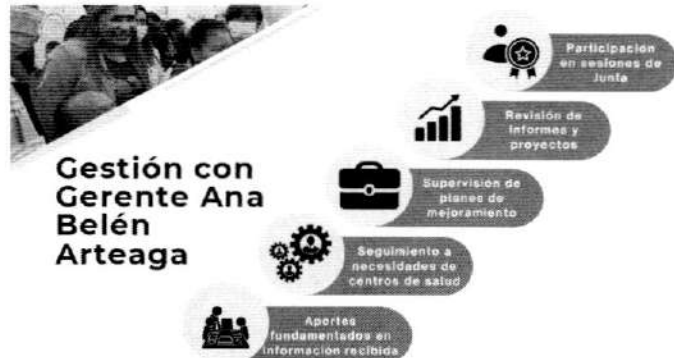 Gestión con
Gerente Ana
Belén
Arteaga
Participación
en sesiones de
Junta
Revisión de
informes y
proyectos
Supervisión de
planes de
mejoramiento
Seguimiento a
necesidades de
centros de salud
Aportes
fundamentados en
información recibida